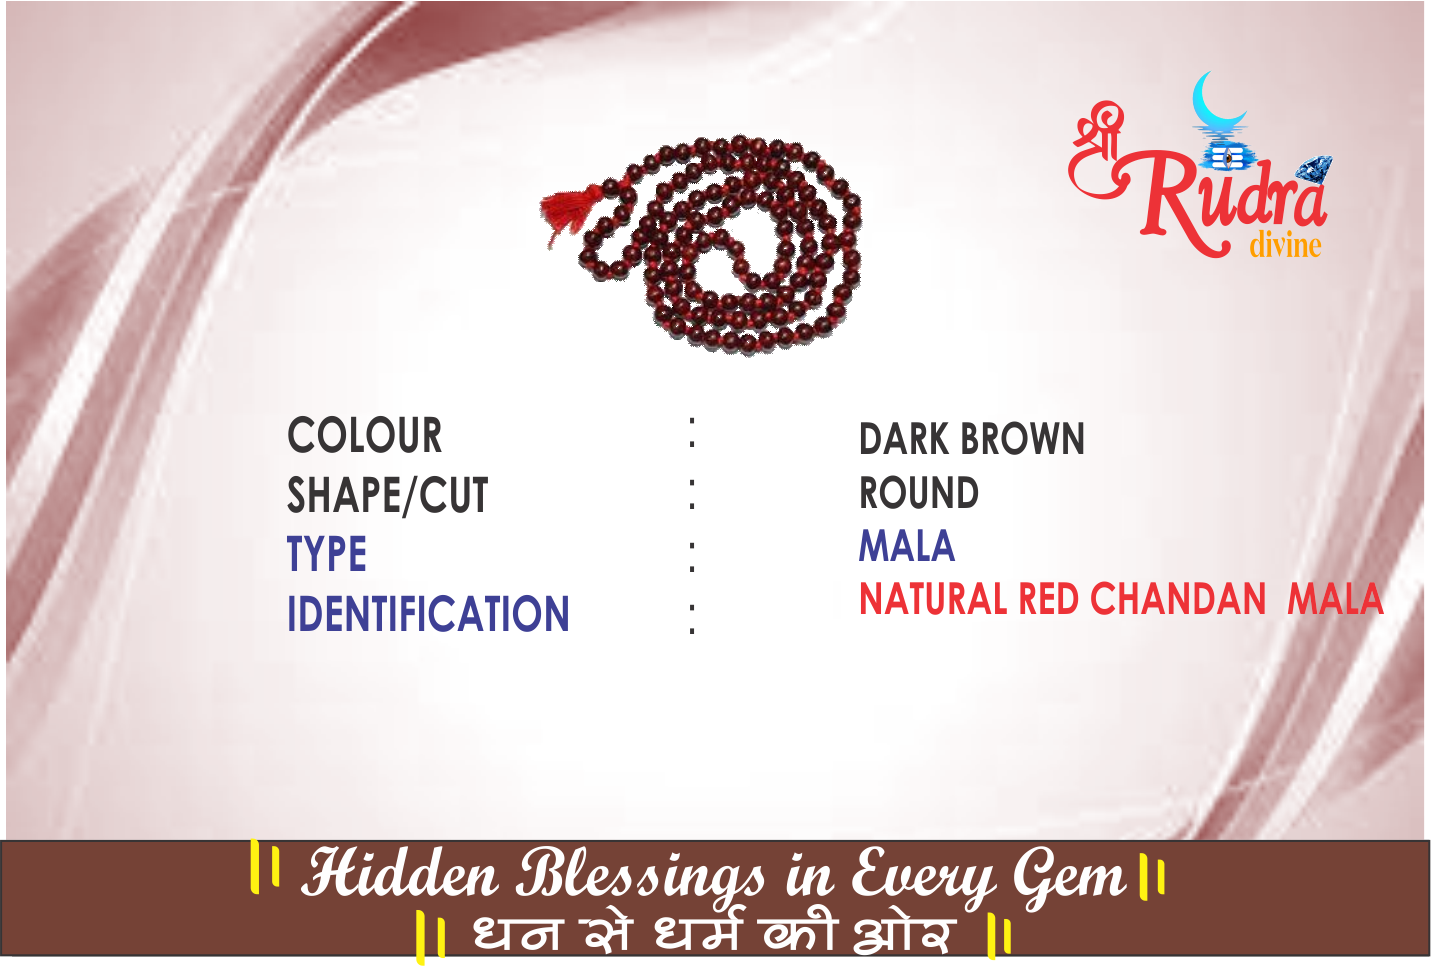 श्री
Rudra
divine
COLOUR : DARK BROWN
SHAPE/CUT : ROUND
TYPE : MALA
IDENTIFICATION : NATURAL RED CHANDAN MALA
|| Hidden Blessings in Every Gem ||
|| धन से धर्म की ओर ||